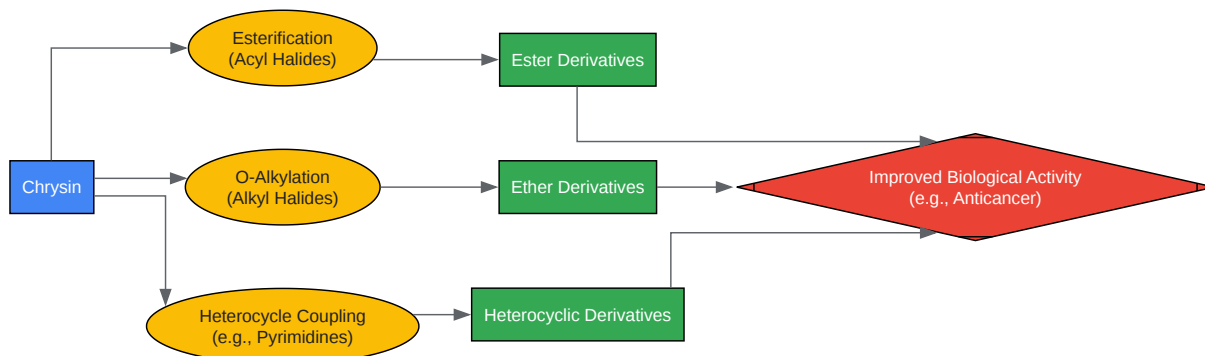 Esterification
(Acyl Halides)
Ester Derivatives
Chrysin
O-Alkylation
(Alkyl Halides)
Ether Derivatives
Improved Biological Activity
(e.g., Anticancer)
Heterocycle Coupling
(e.g., Pyrimidines)
Heterocyclic Derivatives